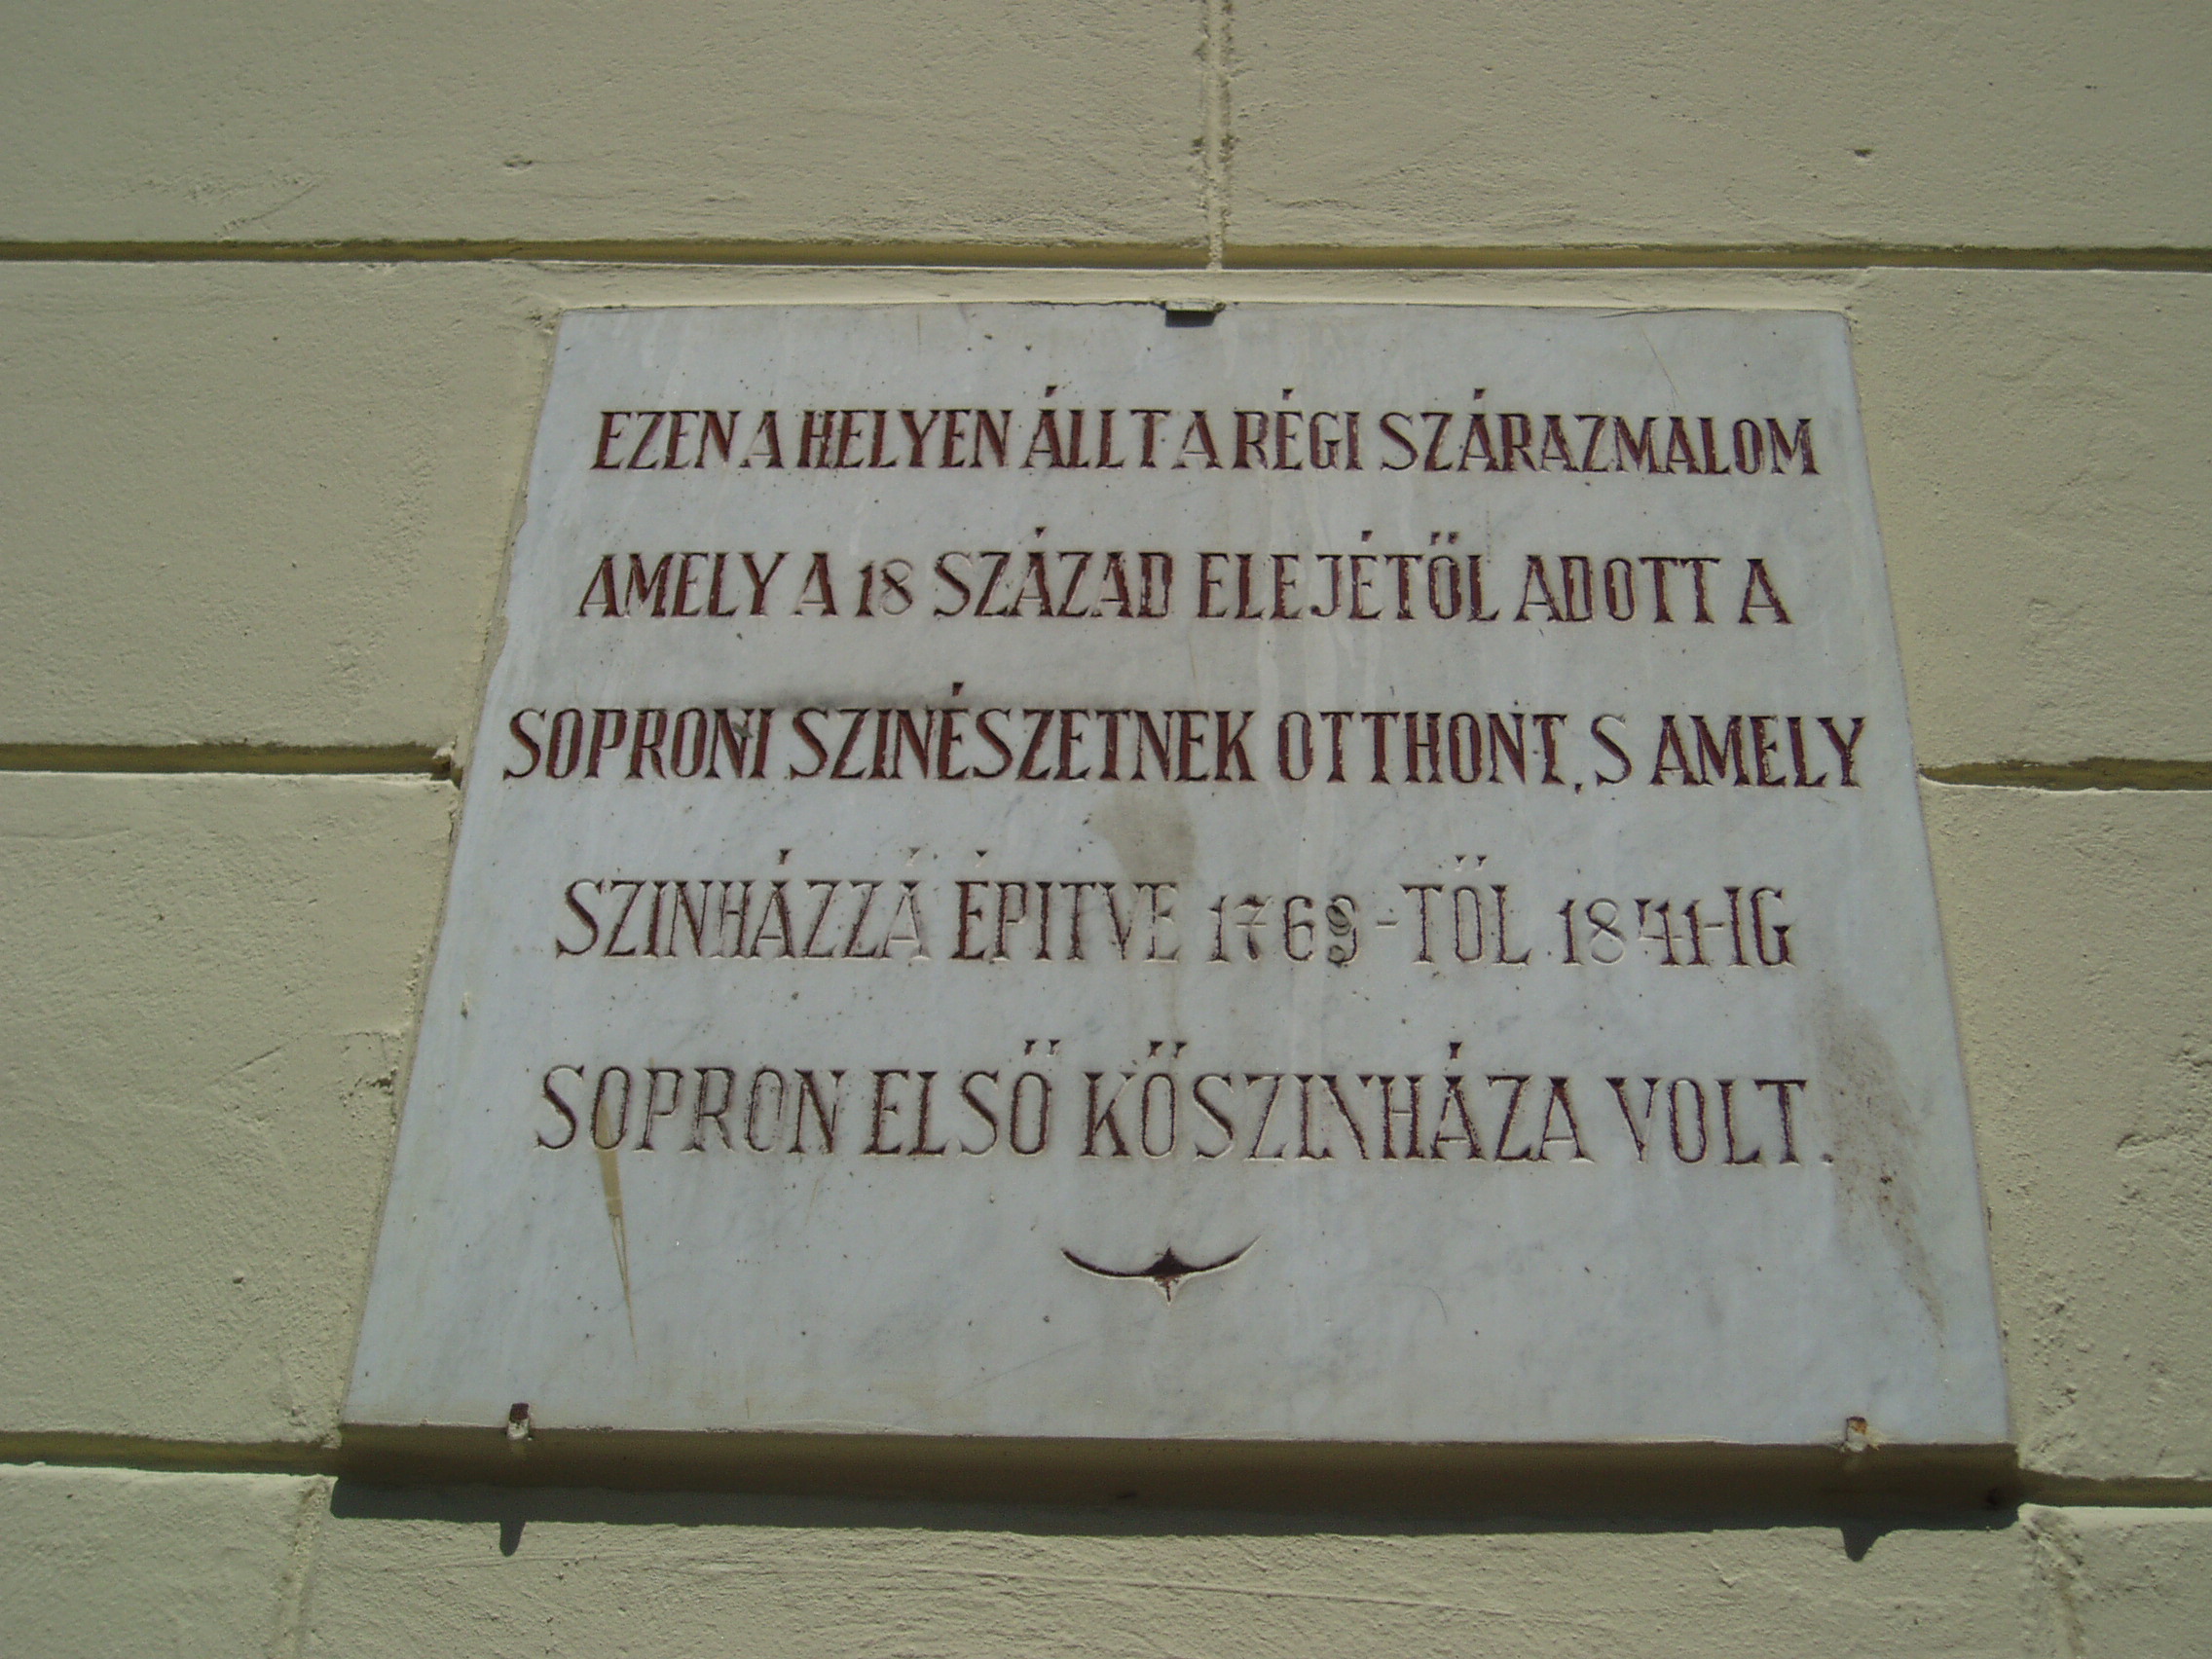 EZEN A HELYEN ÁLLT A RÉGI SZÁRAZMALOM
AMELY A 18 SZÁZAD ELEJÉTŐL ADOTT A
SOPRONI SZINÉSZETNEK OTTHONT, S AMELY
SZINHÁZZÁ ÉPITVE 1769-TŐL 1841-IG
SOPRON ELSŐ KŐSZINHÁZA VOLT.